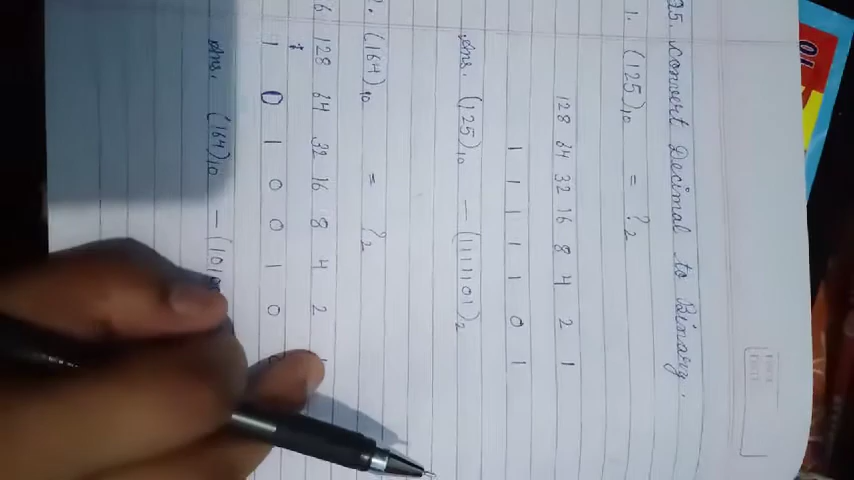 25. Convert Decimal to Binary.
1. (125)10 = ?2
128 64 32 16 8 4 2 1
1 1 1 1 1 0 1
Ans. (125)10 — (1111101)2
2. (164)10 = ?2
6 128 64 32 16 8 4 2
1 0 1 0 0 1 0
Ans. (164)10 — (1010